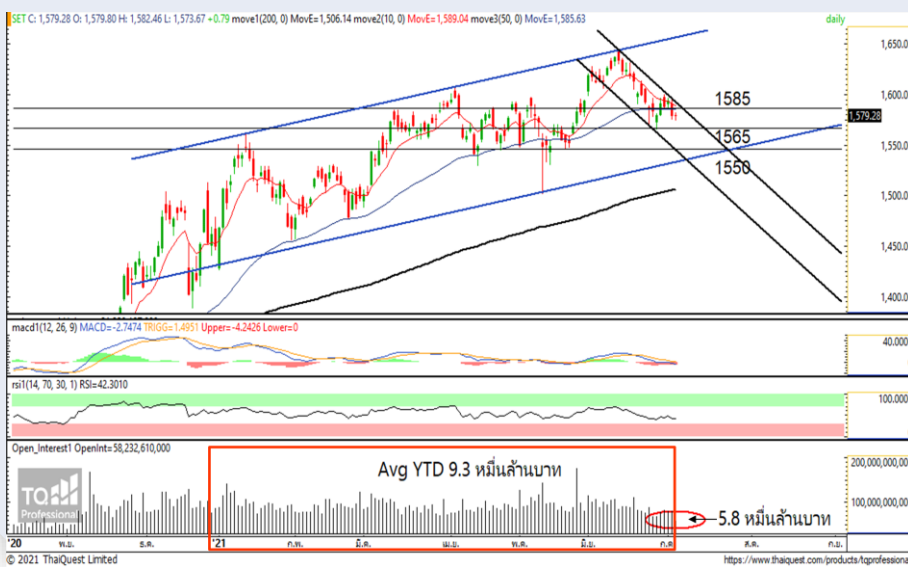 SET C: 1,579.28 O: 1,579.80 H: 1,582.46 L: 1,573.67 +0.79 move1(200, 0) MovE=1,506.14 move2(10, 0) MovE=1,589.04 move3(50, 0) MovE=1,585.63 daily
1,650.00
1,600.00
1585
1,579.28
1565
1,550.00
1550
1,500.00
1,450.00
1,400.00
macd1(12, 26, 9) MACD=-2.7474 TRIGG=1.4951 Upper=-4.2426 Lower=0
40.000
rsi1(14, 70, 30, 1) RSI=42.3010
100.000
Open_Interest1 OpenInt=58,232,610,000
Avg YTD 9.3 หมื่นล้านบาท
200,000,000,000
100,000,000,000
5.8 หมื่นล้านบาท
TQ
Professional
'20 พ.ย. ธ.ค. '21 ก.พ. มี.ค. เม.ย. พ.ค. มิ.ย. ก.ค. ส.ค. ก.ย.
© 2021 ThaiQuest Limited https://www.thaiquest.com/products/tqprofessional